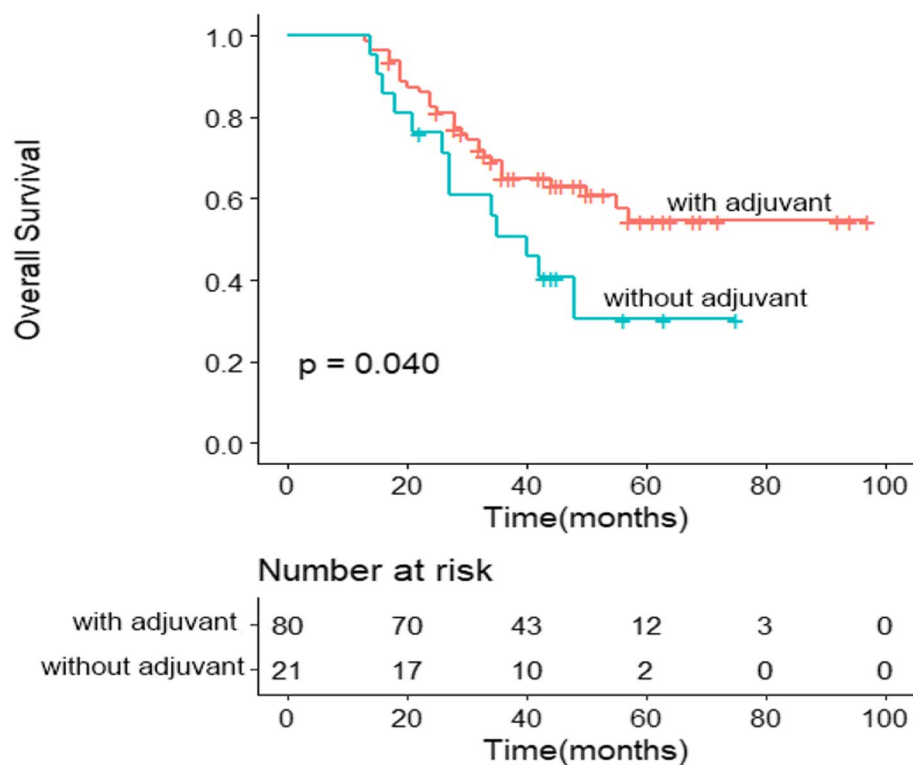 Overall Survival
1.0
0.8
0.6
0.4
0.2
0.0
with adjuvant
without adjuvant
p = 0.040
0 20 40 60 80 100
Time(months)
Number at risk
with adjuvant 80 70 43 12 3 0
without adjuvant 21 17 10 2 0 0
0 20 40 60 80 100
Time(months)